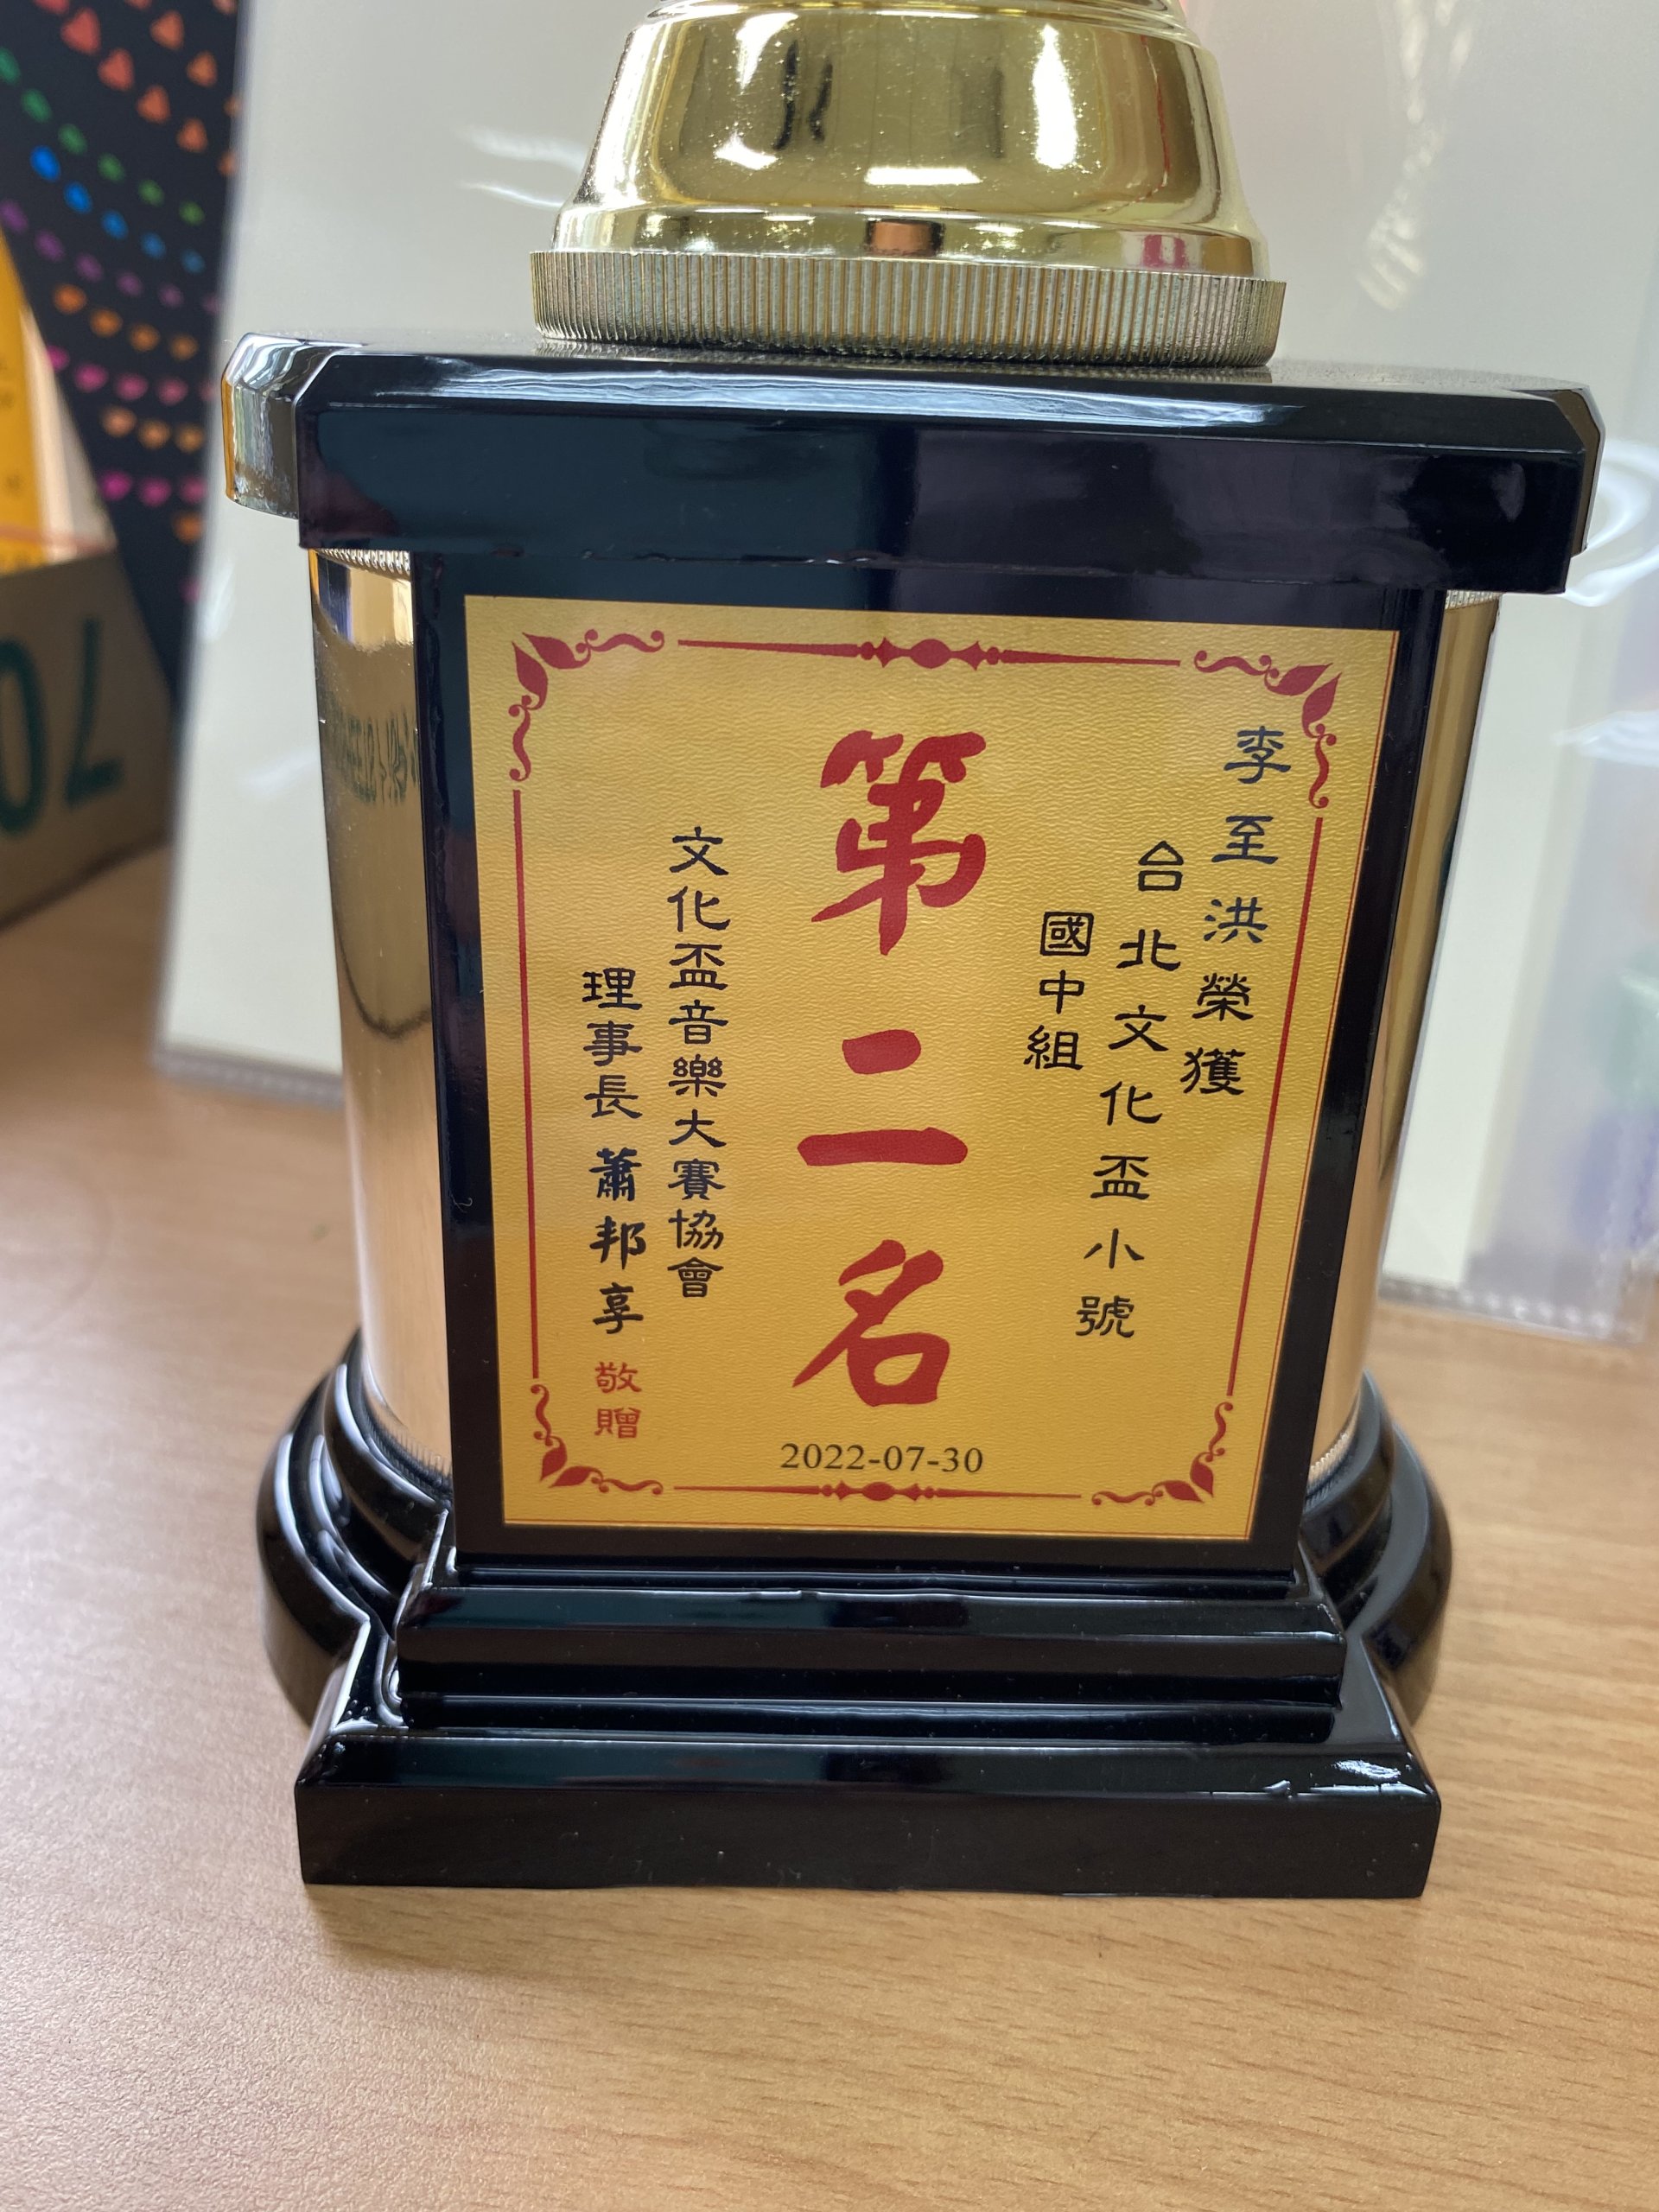 李至洪榮獲
台北文化盃小號
國中組
第二名
文化盃音樂大賽協會
理事長 蕭邦享 敬贈
2022-07-30
70